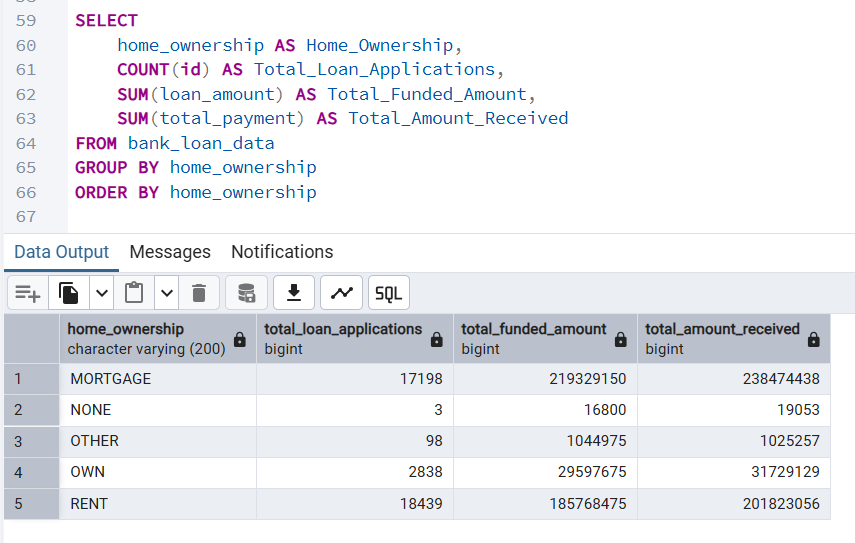 59 SELECT
60 home_ownership AS Home_Ownership,
61 COUNT(id) AS Total_Loan_Applications,
62 SUM(loan_amount) AS Total_Funded_Amount,
63 SUM(total_payment) AS Total_Amount_Received
64 FROM bank_loan_data
65 GROUP BY home_ownership
66 ORDER BY home_ownership
67
Data Output Messages Notifications
SQL
home_ownership total_loan_applications total_funded_amount total_amount_received
character varying (200) bigint bigint bigint
1 MORTGAGE 17198 219329150 238474438
2 NONE 3 16800 19053
3 OTHER 98 1044975 1025257
4 OWN 2838 29597675 31729129
5 RENT 18439 185768475 201823056